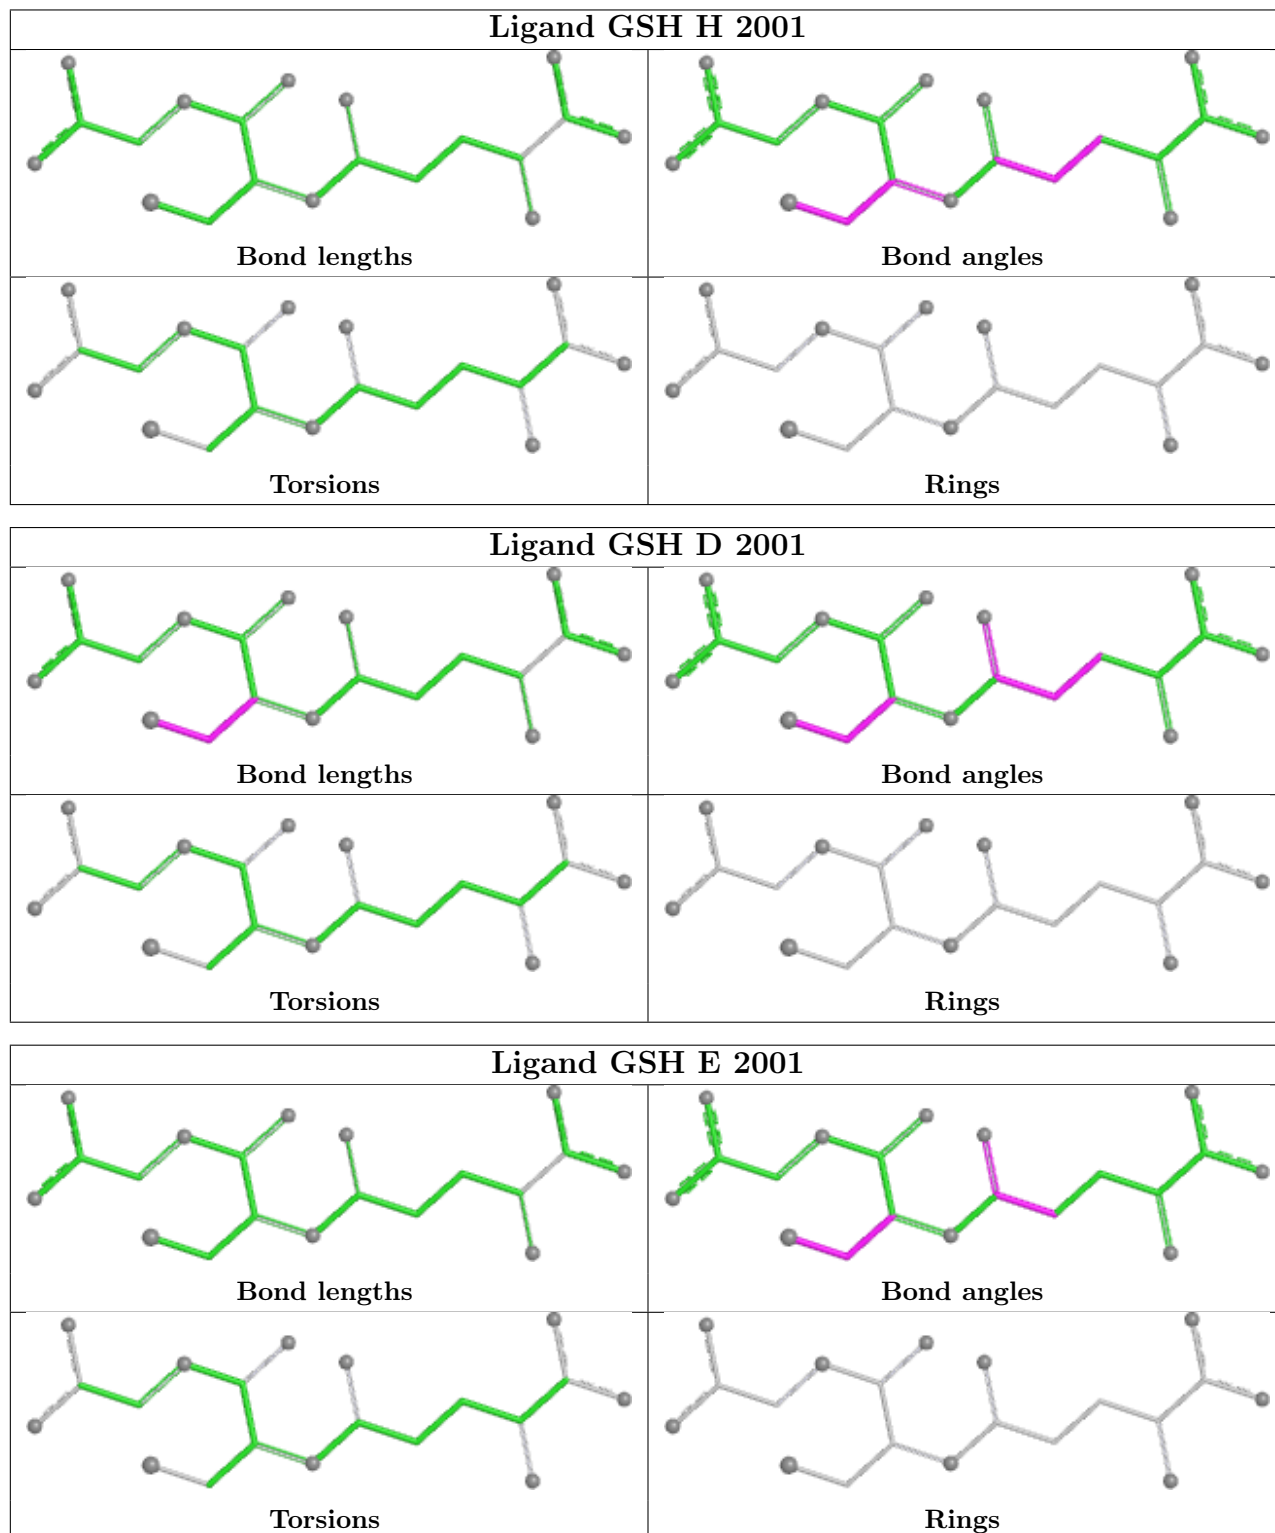 Ligand GSH H 2001
Bond lengths
Bond angles
Torsions
Rings
Ligand GSH D 2001
Bond lengths
Bond angles
Torsions
Rings
Ligand GSH E 2001
Bond lengths
Bond angles
Torsions
Rings